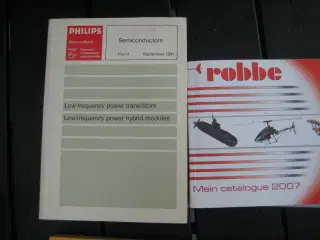 PHILIPS
Semiconductors
Part 4 September 1981
Low-frequency power transistors
Low-frequency power hybrid modules
robbe
Main catalogue 2007